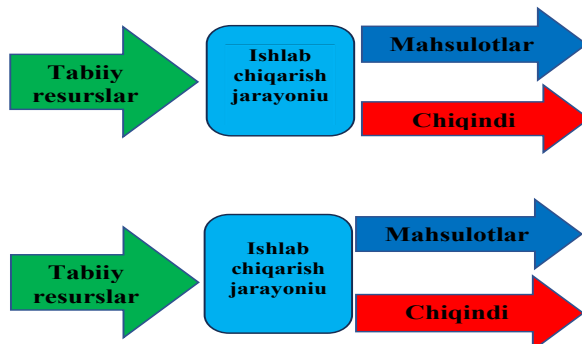 Tabiiy
resurslar
Ishlab
chiqarish
jarayoniu
Mahsulotlar
Chiqindi
Tabiiy
resurslar
Ishlab
chiqarish
jarayoniu
Mahsulotlar
Chiqindi